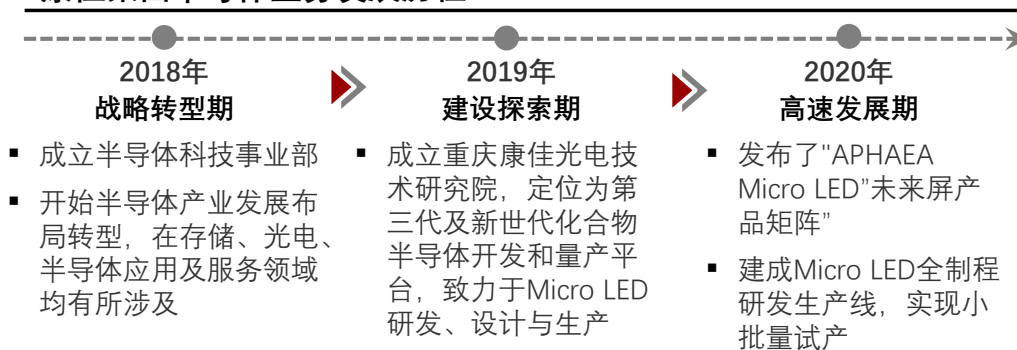 2018年
战略转型期
▪ 成立半导体科技事业部
▪ 开始半导体产业发展布
局转型，在存储、光电、
半导体应用及服务领域
均有所涉及
2019年
建设探索期
▪ 成立重庆康佳光电技
术研究院，定位为第
三代及新世代化合物
半导体开发和量产平
台，致力于Micro LED
研发、设计与生产
2020年
高速发展期
▪ 发布了"APHAEA
Micro LED”未来屏产
品矩阵”
▪ 建成Micro LED全制程
研发生产线，实现小
批量试产